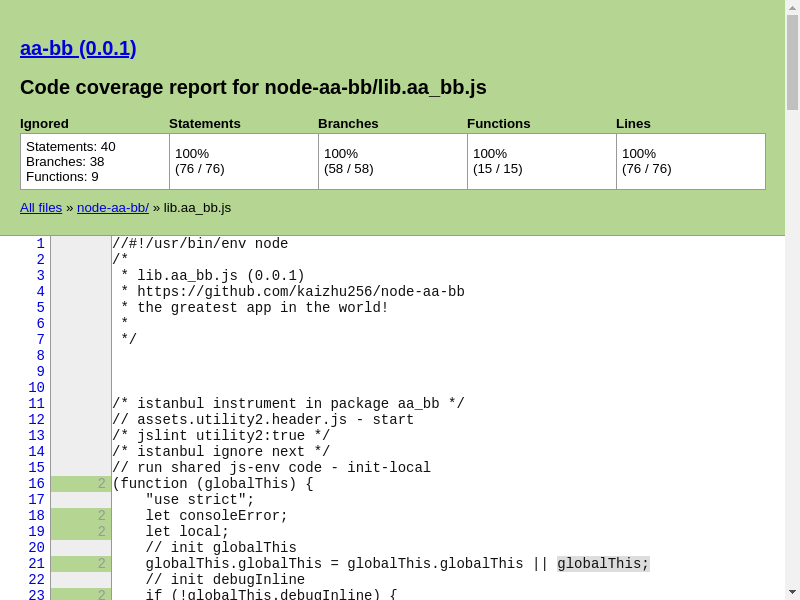 aa-bb (0.0.1)
Code coverage report for node-aa-bb/lib.aa_bb.js
Ignored Statements Branches Functions Lines
Statements: 40
Branches: 38
Functions: 9
100%
(76 / 76)
100%
(58 / 58)
100%
(15 / 15)
100%
(76 / 76)
All files » node-aa-bb/ » lib.aa_bb.js
1 //#!/usr/bin/env node
2 /*
3  * lib.aa_bb.js (0.0.1)
4  * https://github.com/kaizhu256/node-aa-bb
5  * the greatest app in the world!
6  *
7  */
8
9
10
11 /* istanbul instrument in package aa_bb */
12 // assets.utility2.header.js - start
13 /* jslint utility2:true */
14 /* istanbul ignore next */
15 // run shared js-env code - init-local
16 2 (function (globalThis) {
17     "use strict";
18 2     let consoleError;
19 2     let local;
20     // init globalThis
21 2     globalThis.globalThis = globalThis.globalThis || globalThis;
22     // init debugInline
23 2     if (!globalThis.debugInline) {